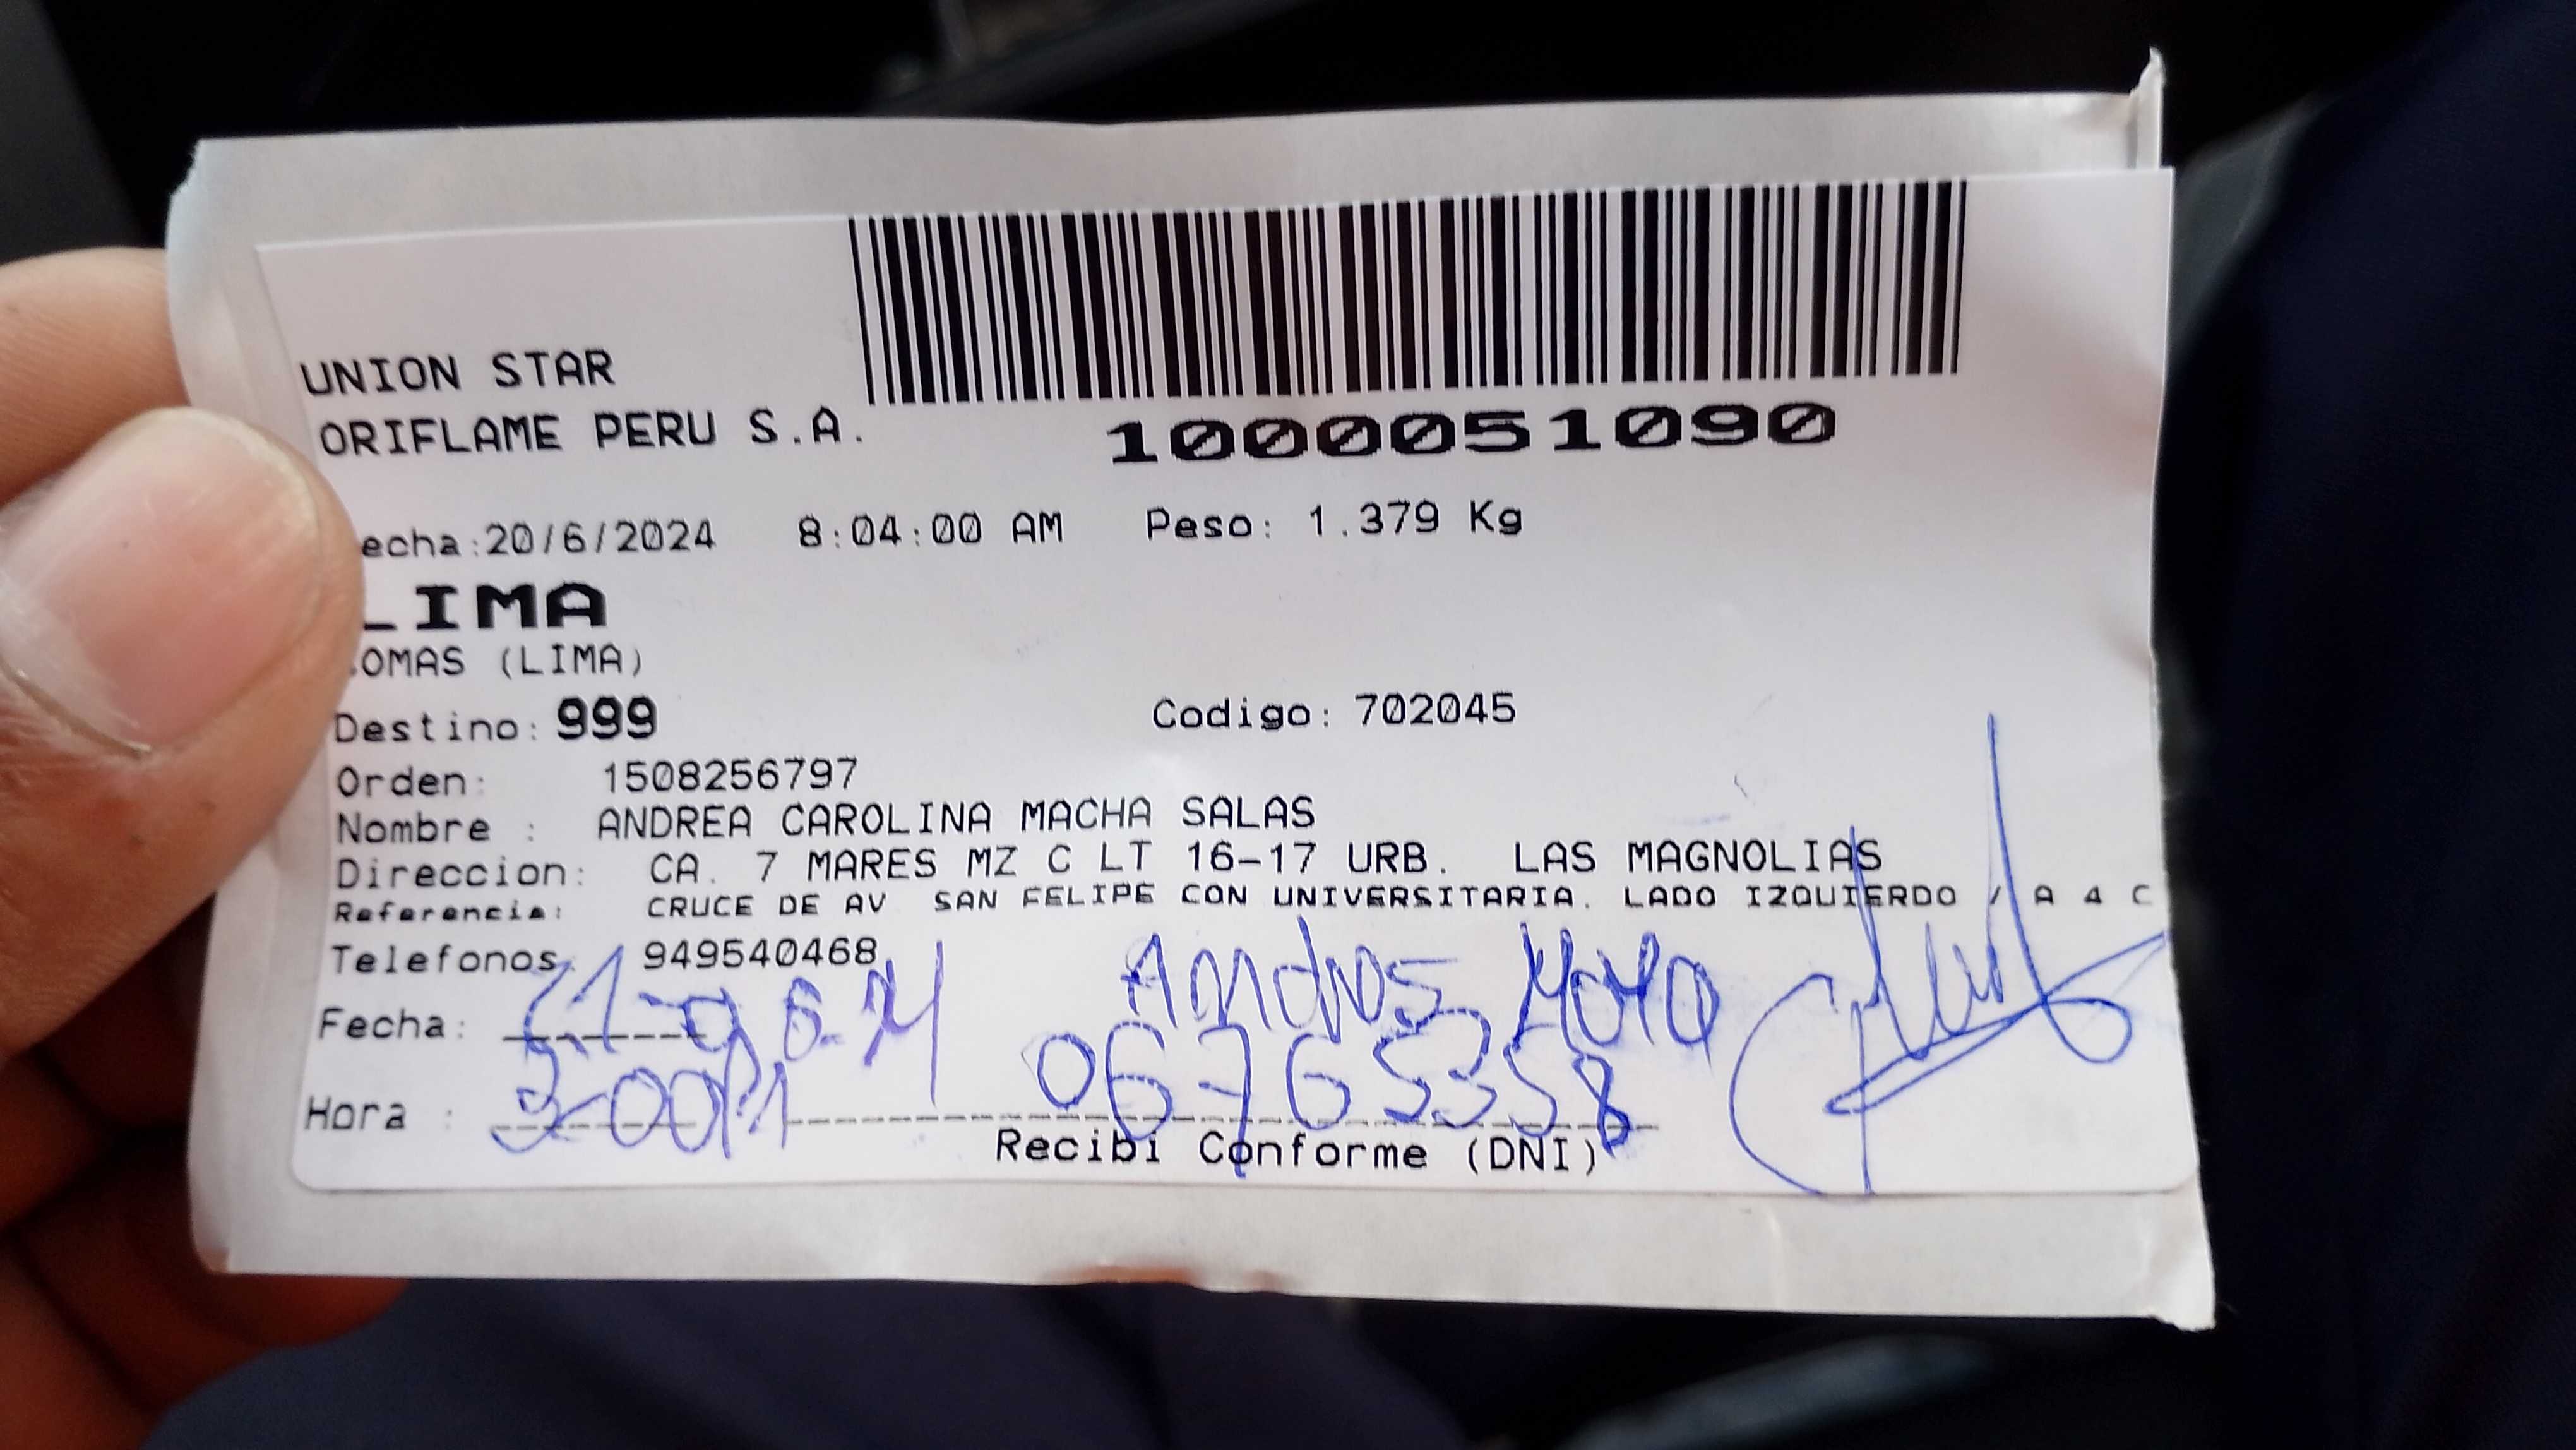 UNION STAR
ORIFLAME PERU S.A.
1000051090
echa:20/6/2024 8:04:00 AM Peso: 1.379 Kg
LIMA
COMAS (LIMA)
Destino: 999 Codigo: 702045
Orden: 1508256797
Nombre : ANDREA CAROLINA MACHA SALAS
Direccion: CA. 7 MARES MZ C LT 16-17 URB. LAS MAGNOLIAS
Referencia: CRUCE DE AV SAN FELIPE CON UNIVERSITARIA. LADO IZQUIERDO / A 4 C
Telefonos: 949540468
Fecha:
Hora :
Recibi Conforme (DNI)